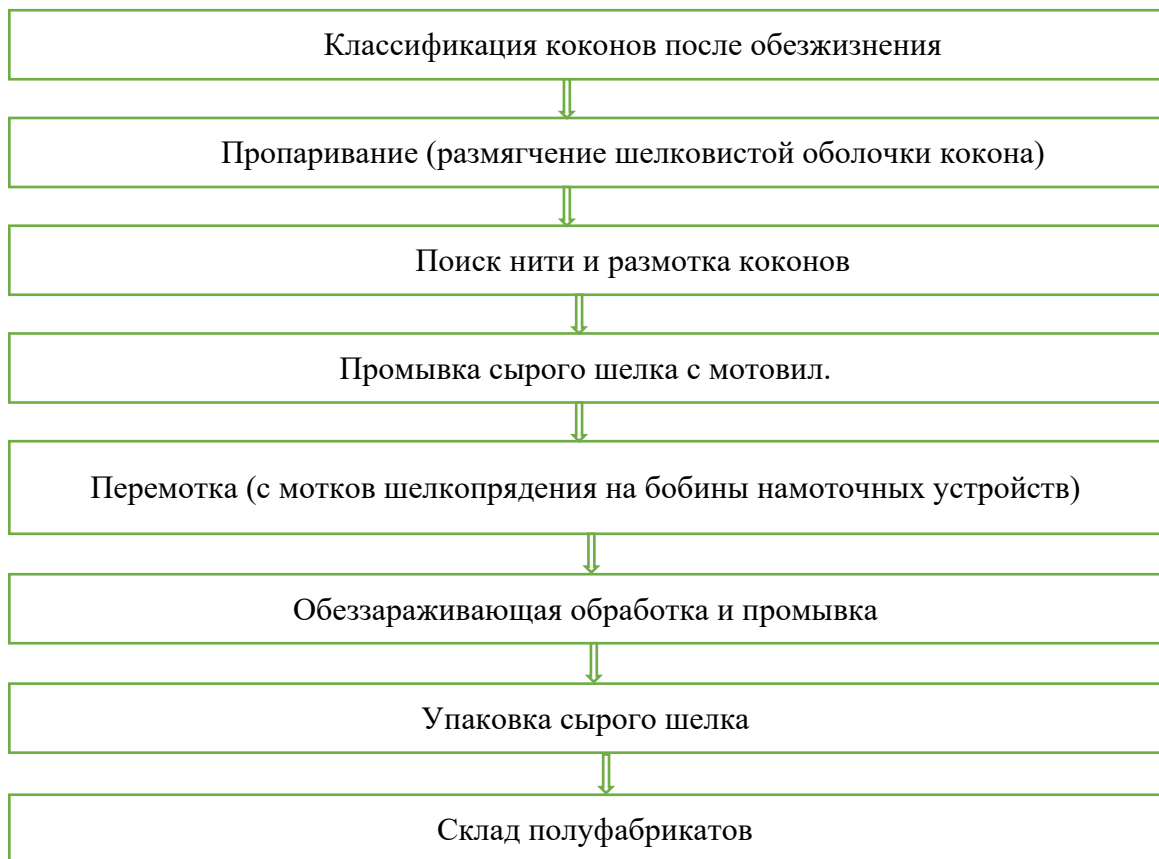 Классификация коконов после обезжизнения
Пропаривание (размягчение шелковистой оболочки кокона)
Поиск нити и размотка коконов
Промывка сырого шелка с мотовил.
Перемотка (с мотков шелкопрядения на бобины намоточных устройств)
Обеззараживающая обработка и промывка
Упаковка сырого шелка
Склад полуфабрикатов